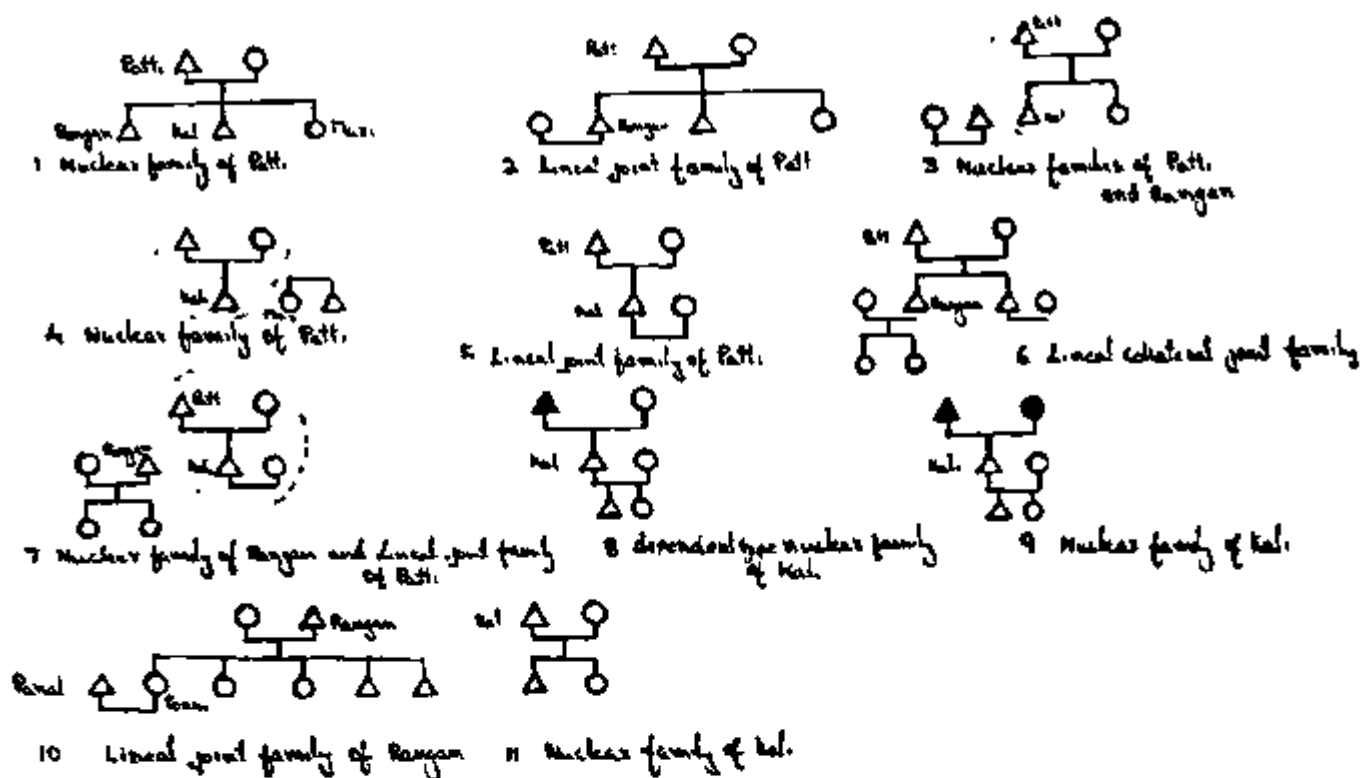 Patt.
Rangan Kal Mar.
1 Nuclear family of Patt.
Patt
Rangan
2 Lineal joint family of Patt
Patt
Kal
3 Nuclear families of Patt.
and Rangan
Kal.
4 Nuclear family of Patt.
Patt
Kal
5 Lineal joint family of Patt.
Patt
Rangan
6 Lineal collateral joint family
Patt
Rangan Kal.
7 Nuclear family of Rangan and Lineal joint family
of Patt.
Kal
8 dependent type nuclear family
of Kal.
Kal.
9 Nuclear family of Kal.
Rangan
Panal
10 Lineal joint family of Rangan
Kal
11 Nuclear family of Kal.